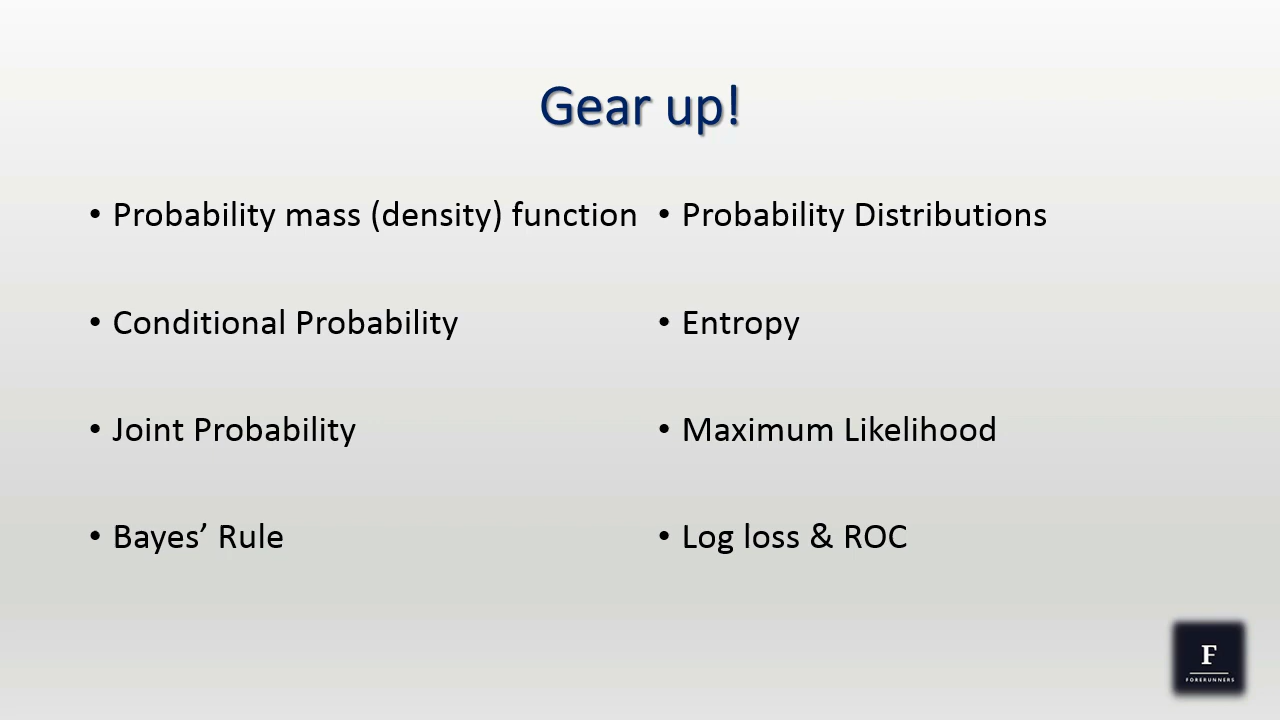 Gear up!
• Probability mass (density) function
• Conditional Probability
• Joint Probability
• Bayes’ Rule
• Probability Distributions
• Entropy
• Maximum Likelihood
• Log loss & ROC
F
FORERUNNERS